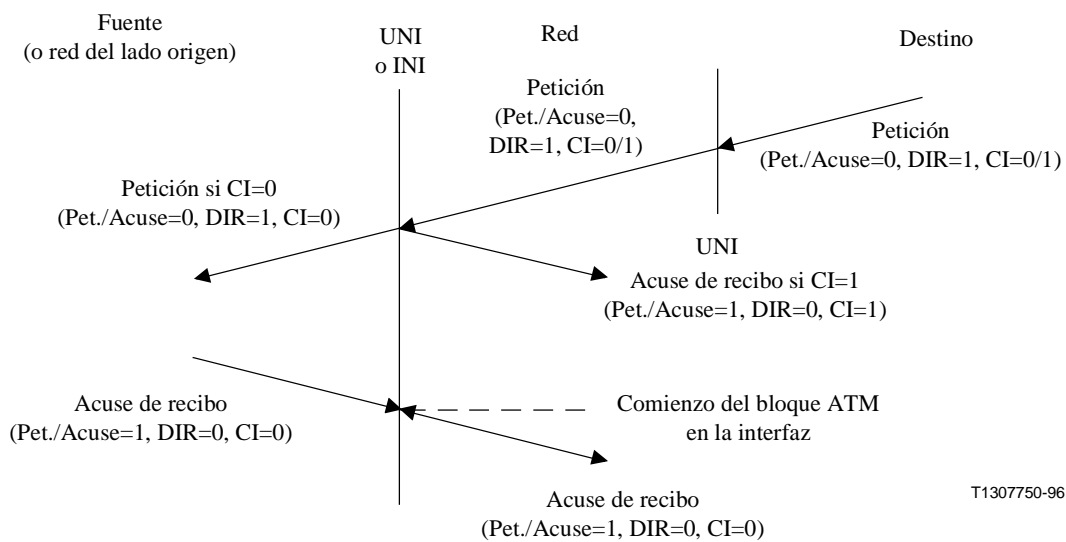 Fuente
(o red del lado origen)
UNI
o INI
Red
Destino
Petición
(Pet./Acuse=0,
DIR=1, CI=0/1)
Petición
(Pet./Acuse=0, DIR=1, CI=0/1)
Petición si CI=0
(Pet./Acuse=0, DIR=1, CI=0)
UNI
Acuse de recibo si CI=1
(Pet./Acuse=1, DIR=0, CI=1)
Acuse de recibo
(Pet./Acuse=1, DIR=0, CI=0)
Comienzo del bloque ATM
en la interfaz
Acuse de recibo
(Pet./Acuse=1, DIR=0, CI=0)
T1307750-96